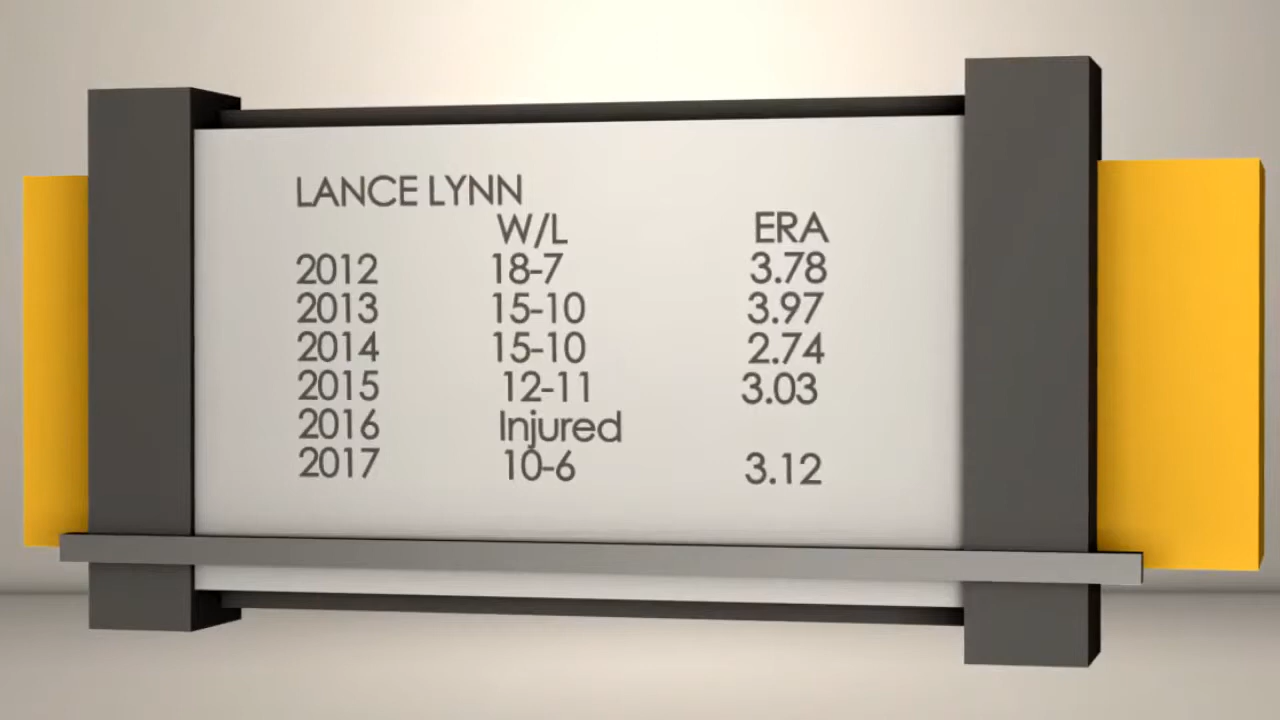 LANCE LYNN
W/L ERA
2012 18-7 3.78
2013 15-10 3.97
2014 15-10 2.74
2015 12-11 3.03
2016 Injured
2017 10-6 3.12